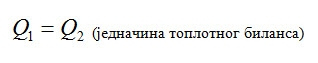 Q₁ = Q₂ (једначина топлотног биланса)